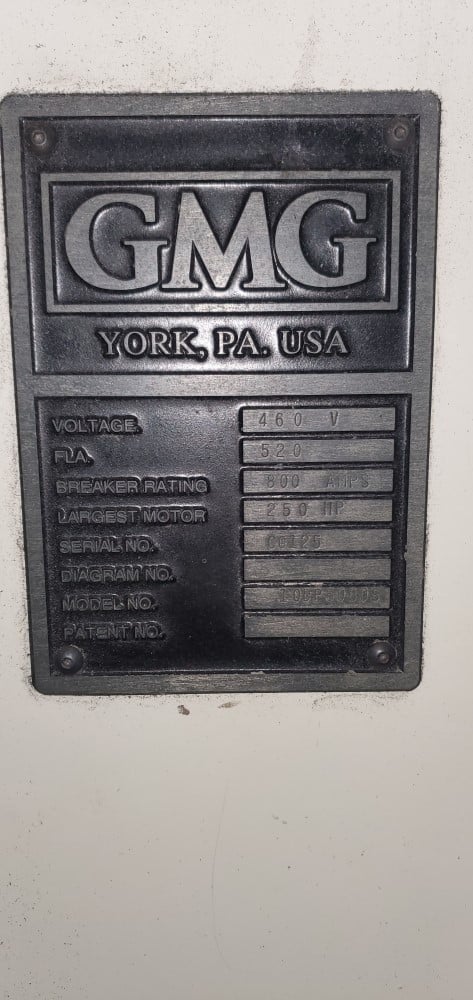 GMG
YORK, PA. USA
VOLTAGE. 460 V
FLA. 520
BREAKER RATING 800 AMPS
LARGEST MOTOR 250 HP
SERIAL NO.
DIAGRAM NO.
MODEL NO.
PATENT NO.